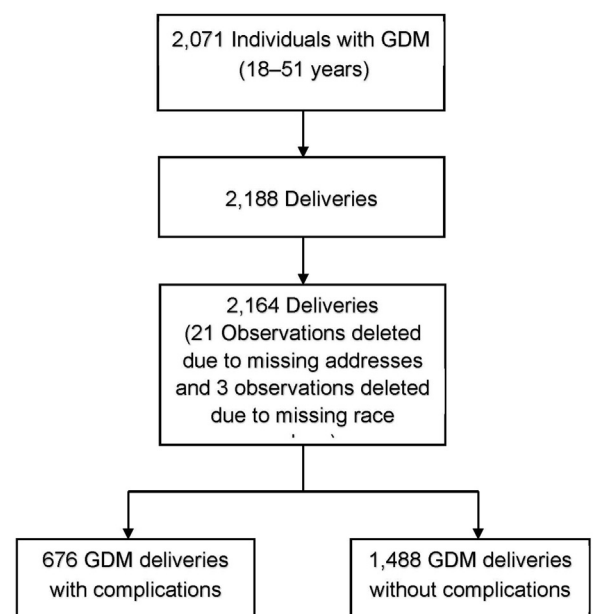 2,071 Individuals with GDM
(18–51 years)
2,188 Deliveries
2,164 Deliveries
(21 Observations deleted
due to missing addresses
and 3 observations deleted
due to missing race
676 GDM deliveries
with complications
1,488 GDM deliveries
without complications